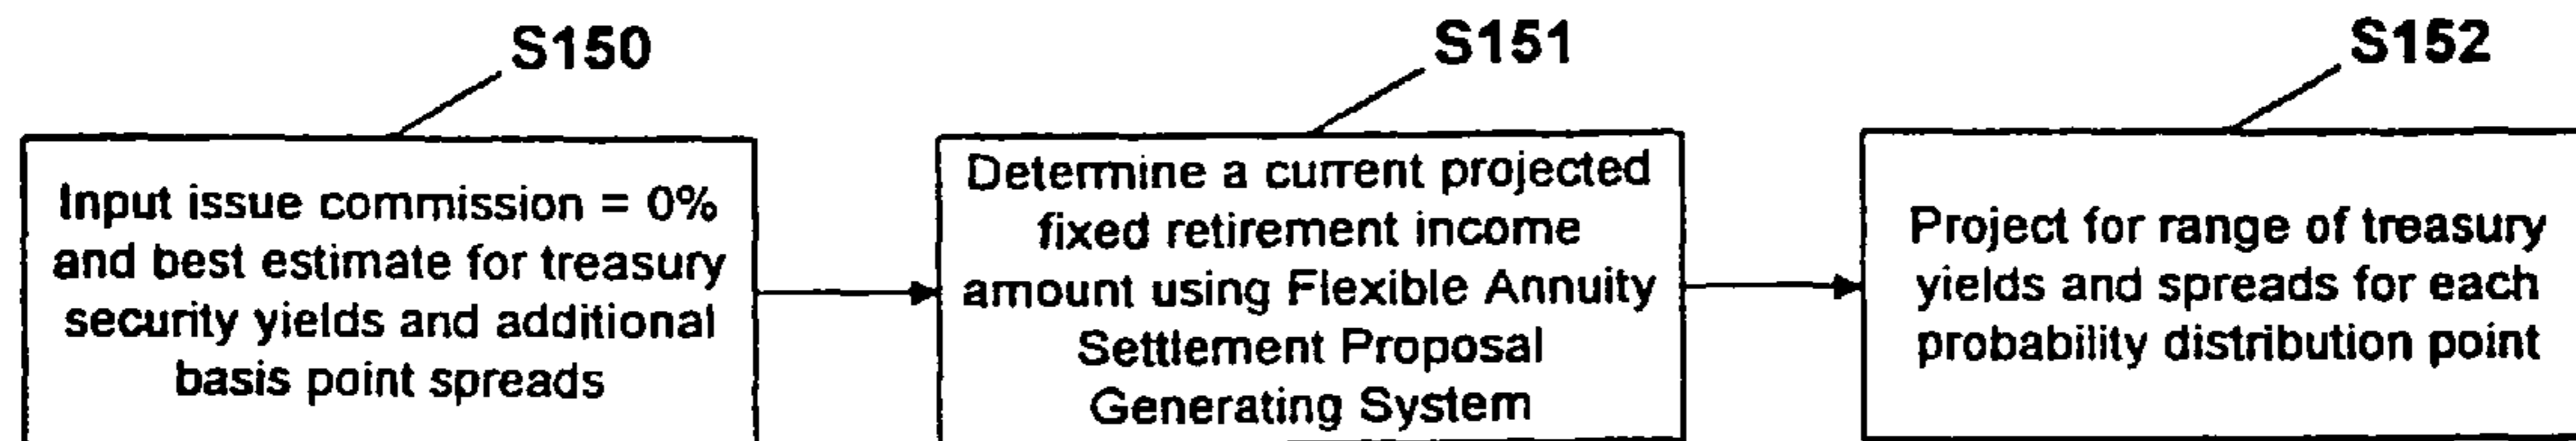 S150
S151
S152
Input issue commission = 0%
and best estimate for treasury
security yields and additional
basis point spreads
Determine a current projected
fixed retirement income
amount using Flexible Annuity
Settlement Proposal
Generating System
Project for range of treasury
yields and spreads for each
probability distribution point